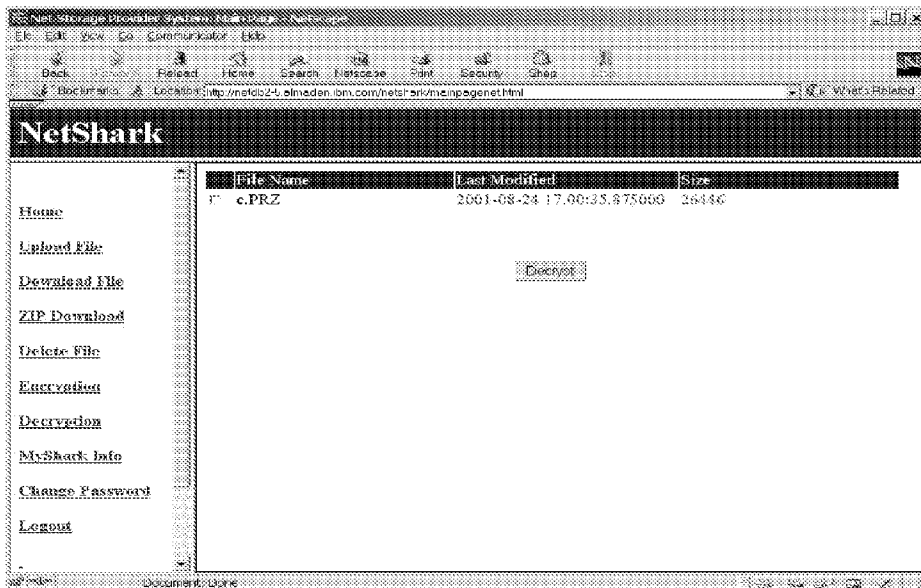 Net Storage Provider System Main Page - Netscape
File Edit View Go Communicator Help
Back Reload Home Search Netscape Print Security Shop
Bookmarks Location: http://netdb2-5.almaden.ibm.com/netshark/mainpagenet.html What's Related
NetShark
File Name Last Modified Size
c.PRZ 2001-08-24 17.00:35.875000 26446
Home
Upload File
Download File
ZIP Download
Delete File
Encryption
Decryption
MyShark Info
Change Password
Logout
Decrypt
Document: Done